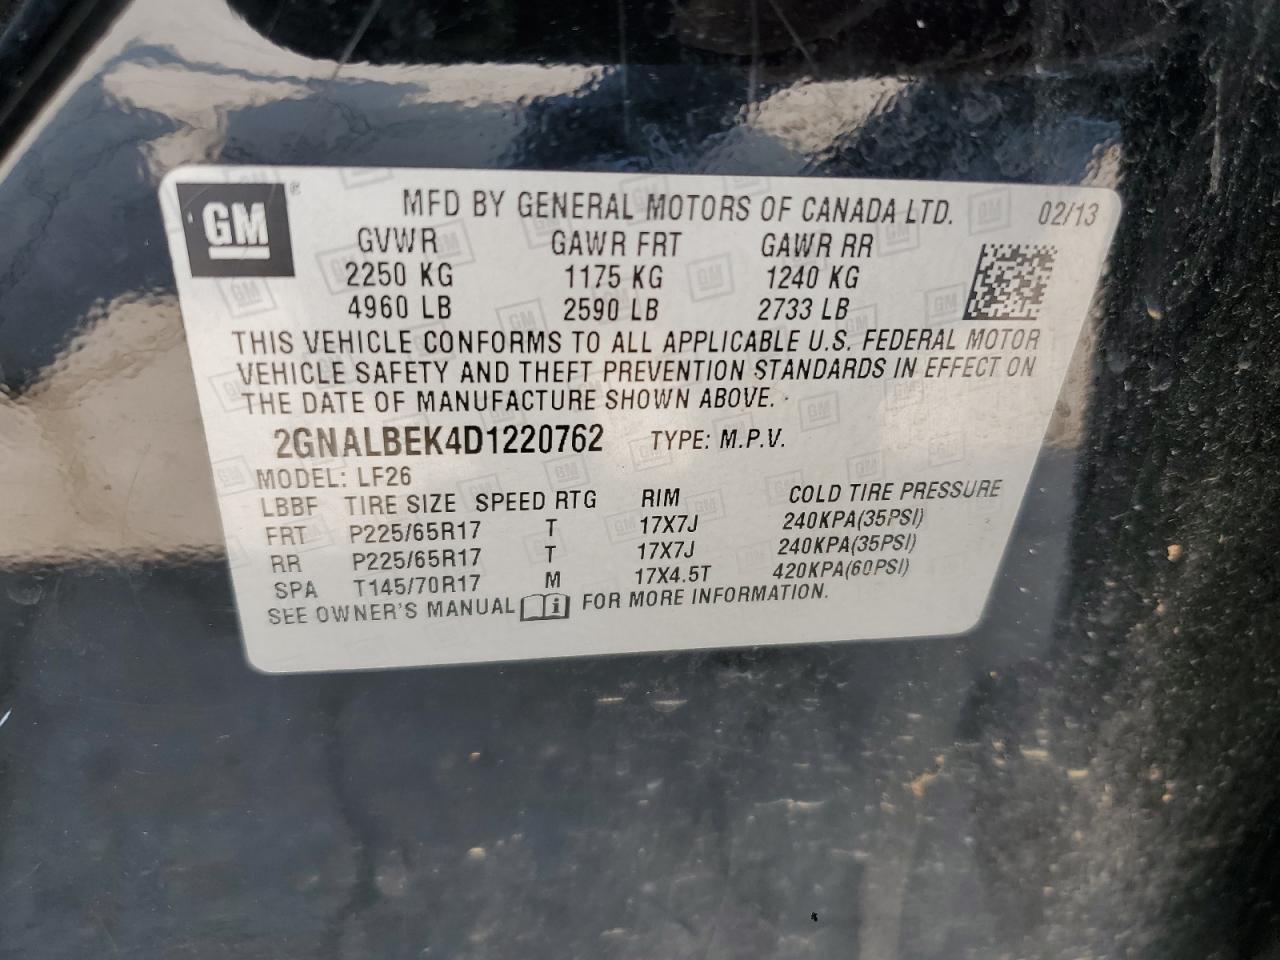 GM
MFD BY GENERAL MOTORS OF CANADA LTD. 02/13
GVWR GAWR FRT GAWR RR
2250 KG 1175 KG 1240 KG
4960 LB 2590 LB 2733 LB
THIS VEHICLE CONFORMS TO ALL APPLICABLE U.S. FEDERAL MOTOR
VEHICLE SAFETY AND THEFT PREVENTION STANDARDS IN EFFECT ON
THE DATE OF MANUFACTURE SHOWN ABOVE.
2GNALBEK4D1220762 TYPE: M.P.V.
MODEL: LF26
LBBF TIRE SIZE SPEED RTG RIM COLD TIRE PRESSURE
FRT P225/65R17 T 17X7J 240KPA(35PSI)
RR P225/65R17 T 17X7J 240KPA(35PSI)
SPA T145/70R17 M 17X4.5T 420KPA(60PSI)
SEE OWNER'S MANUAL i FOR MORE INFORMATION.